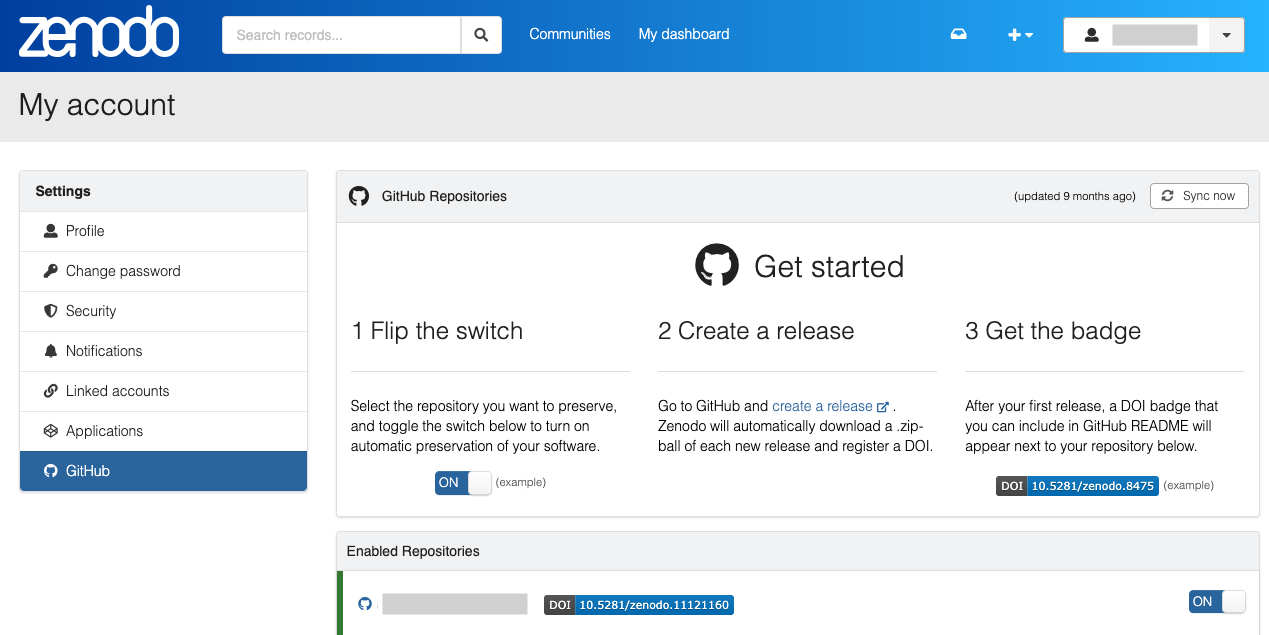 zenodo
Search records...
Communities
My dashboard
My account
Settings
Profile
Change password
Security
Notifications
Linked accounts
Applications
GitHub
GitHub Repositories
(updated 9 months ago)
Sync now
Get started
1 Flip the switch
Select the repository you want to preserve,
and toggle the switch below to turn on
automatic preservation of your software.
ON (example)
2 Create a release
Go to GitHub and create a release .
Zenodo will automatically download a .zip-
ball of each new release and register a DOI.
3 Get the badge
After your first release, a DOI badge that
you can include in GitHub README will
appear next to your repository below.
DOI 10.5281/zenodo.8475 (example)
Enabled Repositories
DOI 10.5281/zenodo.11121160
ON